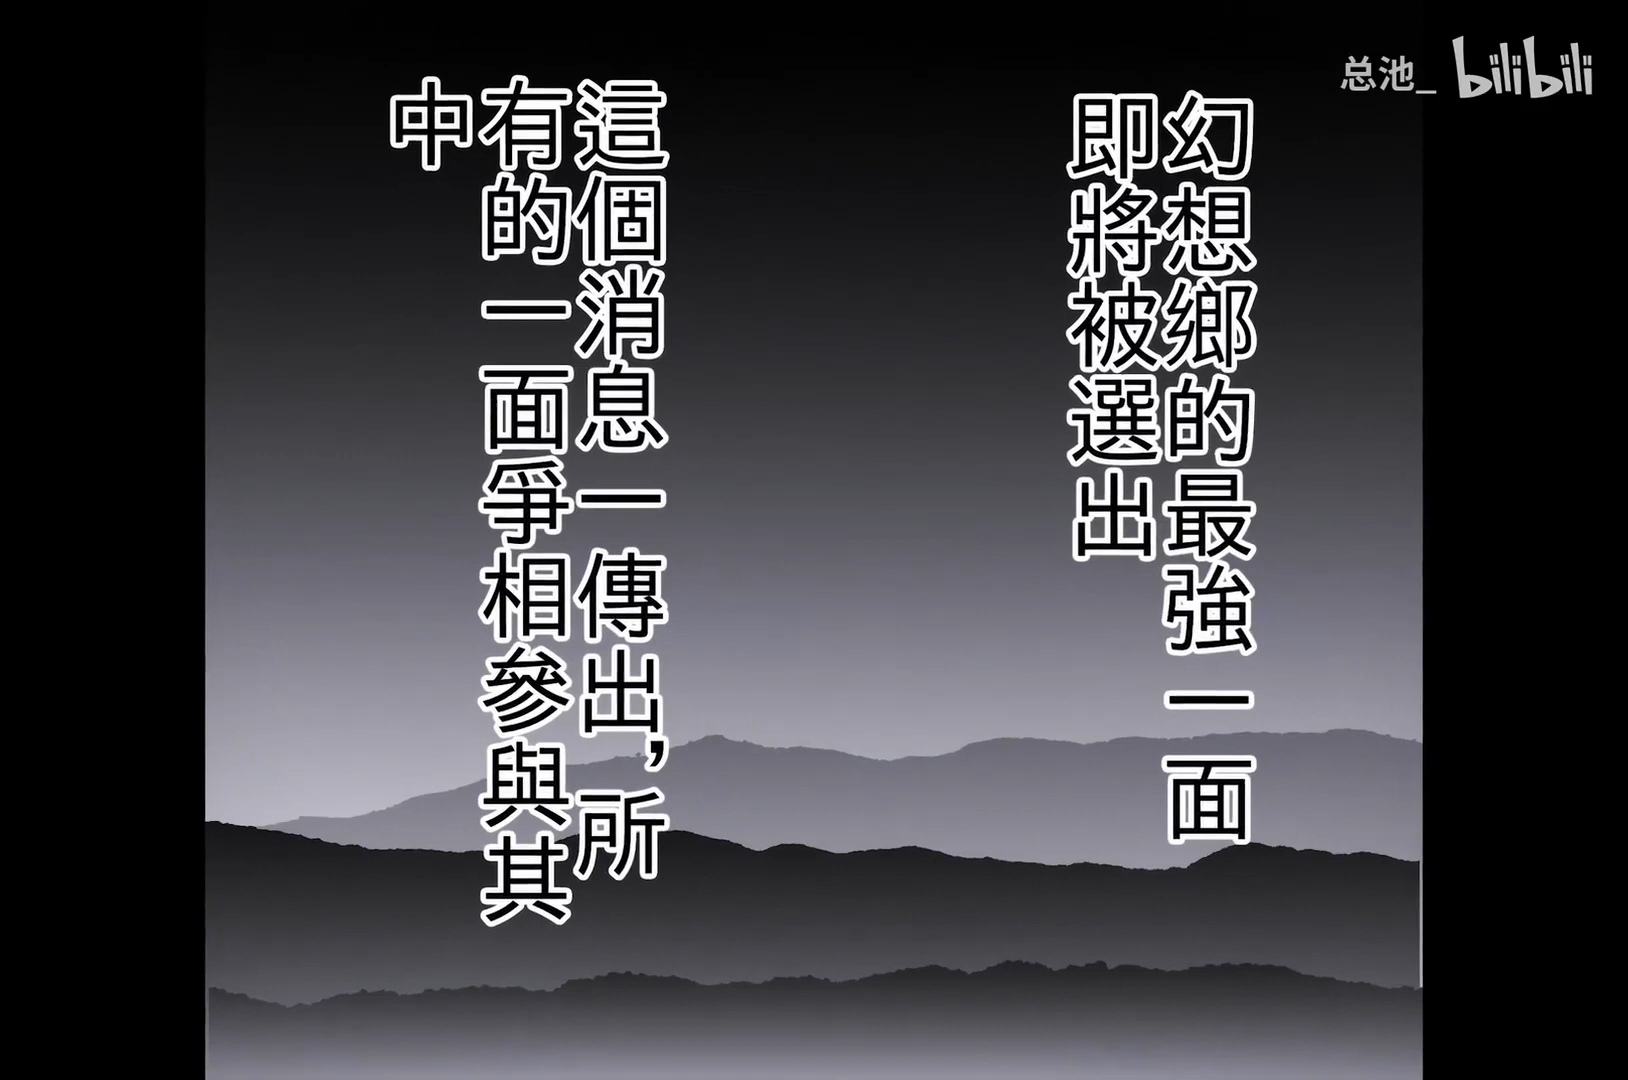 总池_ bilibili
幻想鄉的最強一面
即將被選出
這個消息一傳出,所
有的一面爭相參與其
中